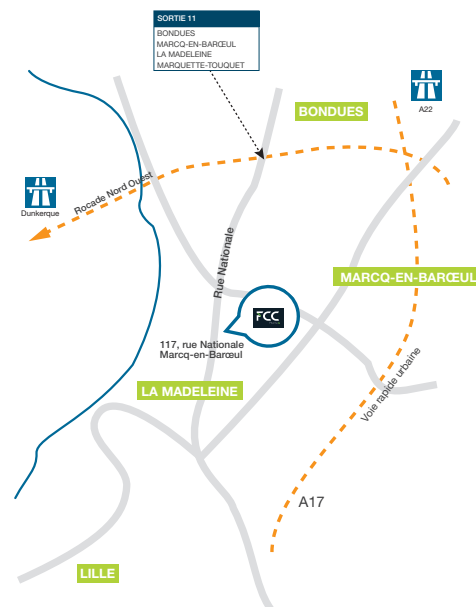 SORTIE 11
BONDUES
MARCQ-EN-BARŒUL
LA MADELEINE
MARQUETTE-TOUQUET
A22
BONDUES
Dunkerque
Rocade Nord Ouest
Rue Nationale
MARCQ-EN-BARŒUL
FCC
117, rue Nationale
Marcq-en-Barœul
LA MADELEINE
Voie rapide urbaine
A17
LILLE